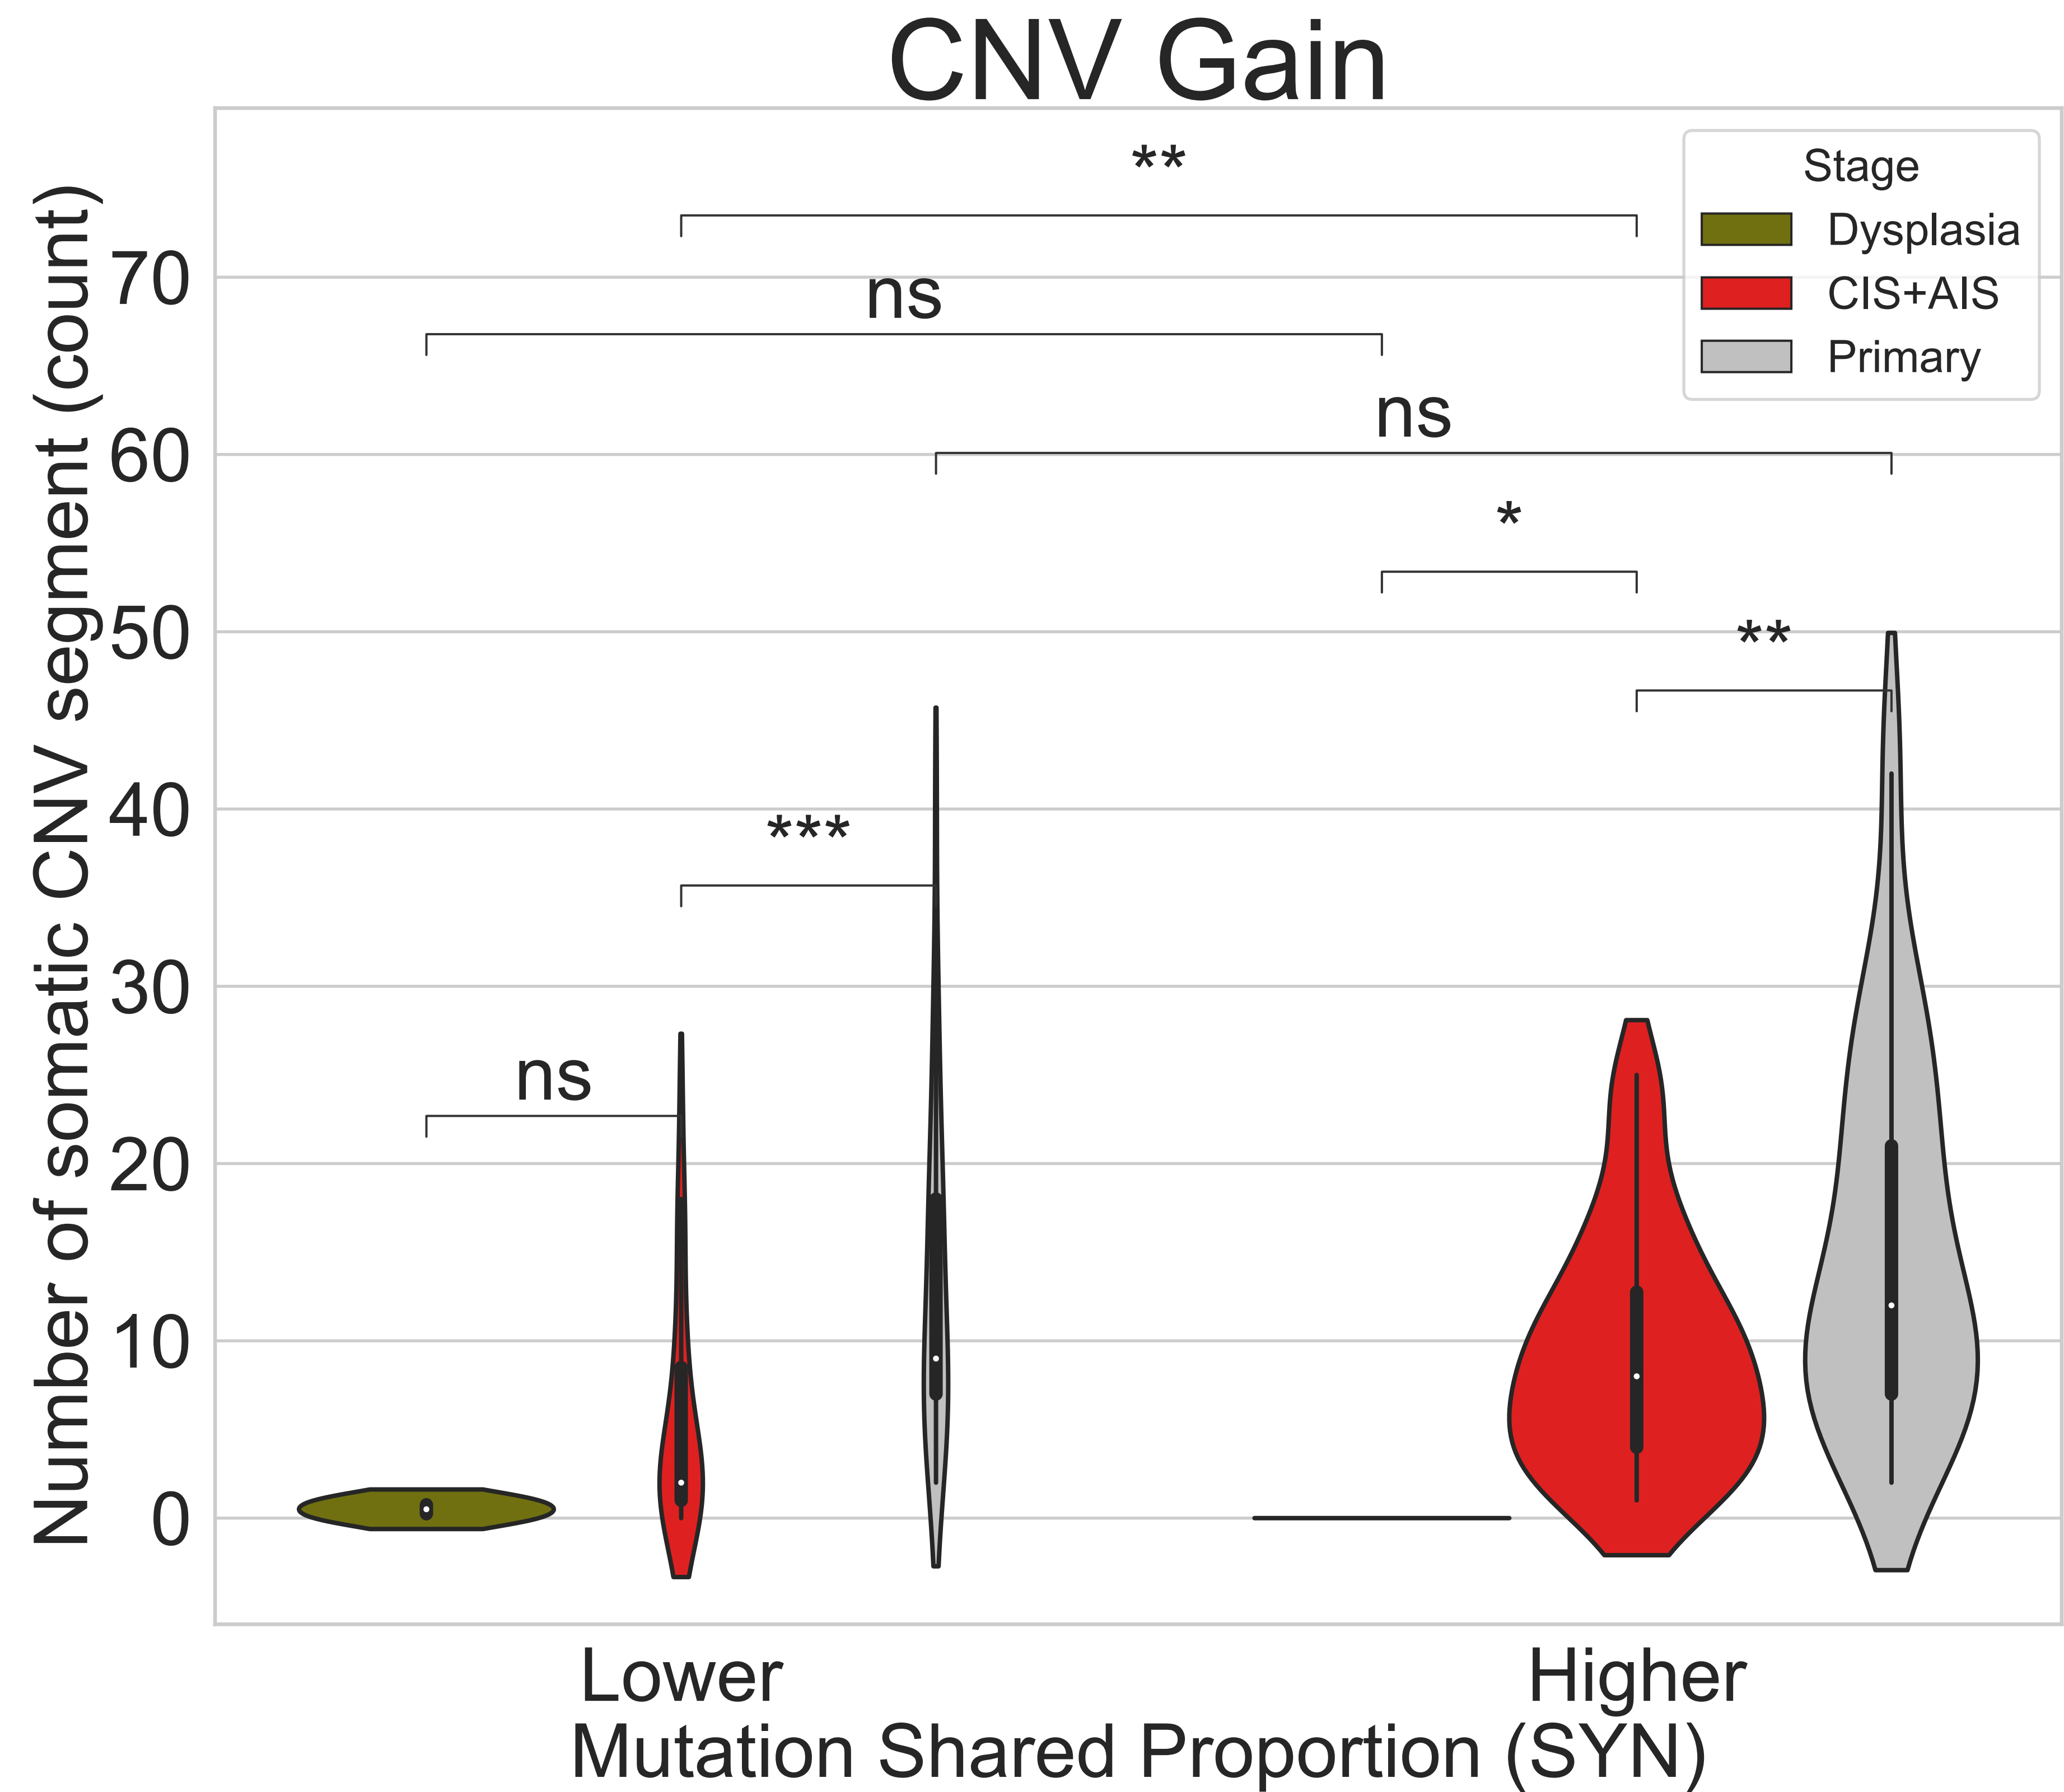 CNV Gain
**
Stage
Dysplasia
CIS+AIS
Primary
ns
ns
*
**
***
ns
Number of somatic CNV segment (count)
70
60
50
40
30
20
10
0
Lower
Higher
Mutation Shared Proportion (SYN)